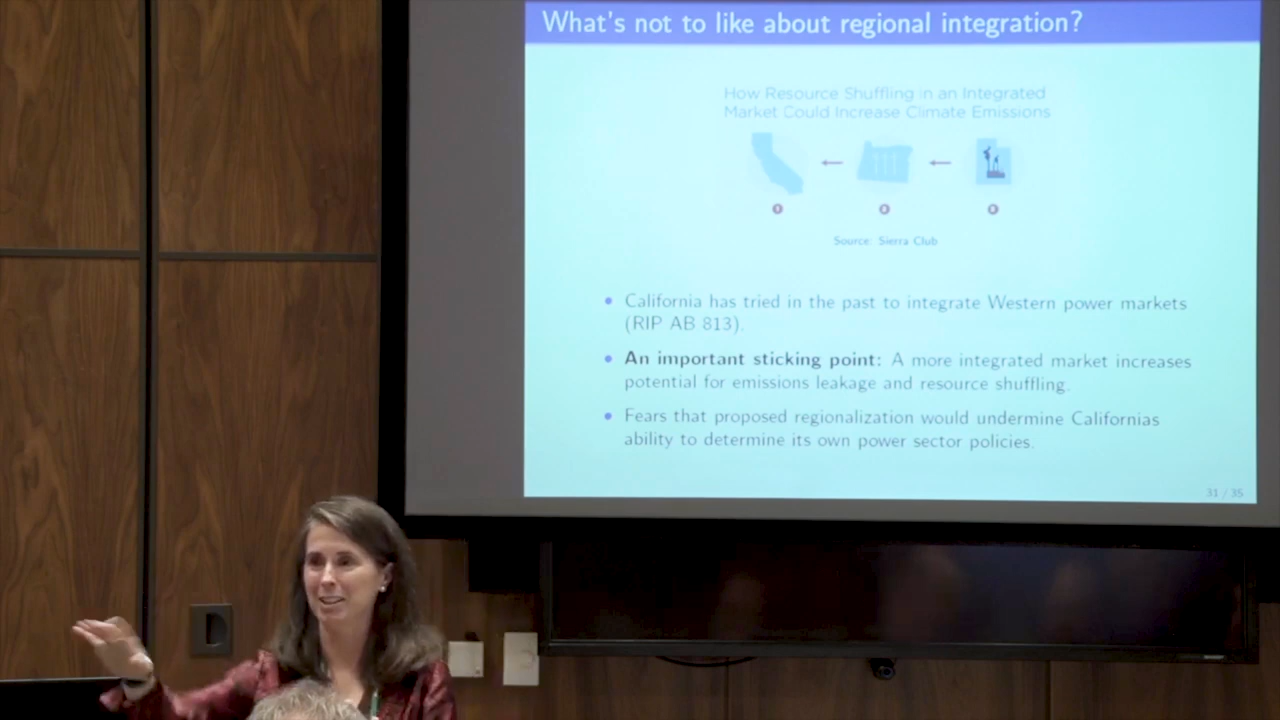 What's not to like about regional integration?
How Resource Shuffling in an Integrated
Market Could Increase Climate Emissions
Source: Sierra Club
• California has tried in the past to integrate Western power markets
(RIP AB 813).
• An important sticking point: A more integrated market increases
potential for emissions leakage and resource shuffling.
• Fears that proposed regionalization would undermine Californias
ability to determine its own power sector policies.
31 / 35